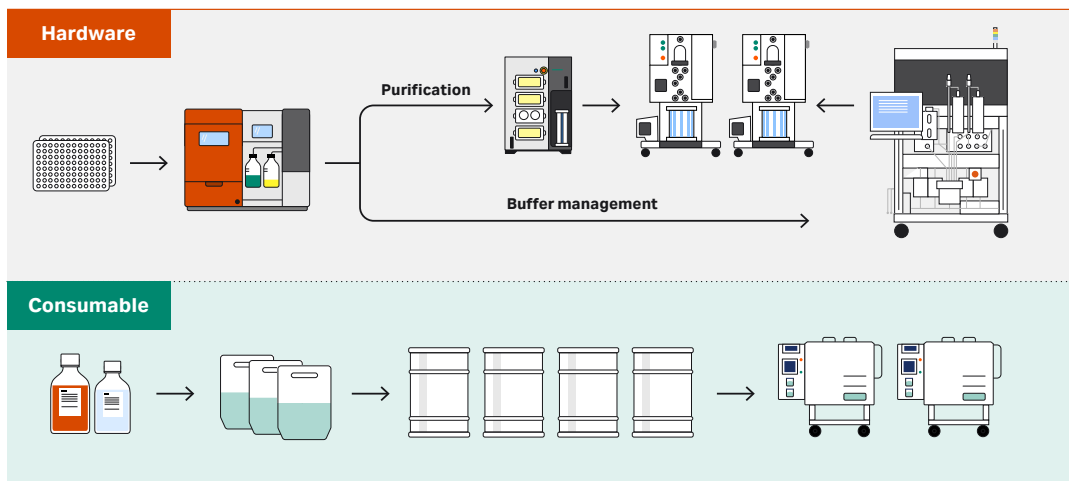 Hardware
Purification
Buffer management
Consumable